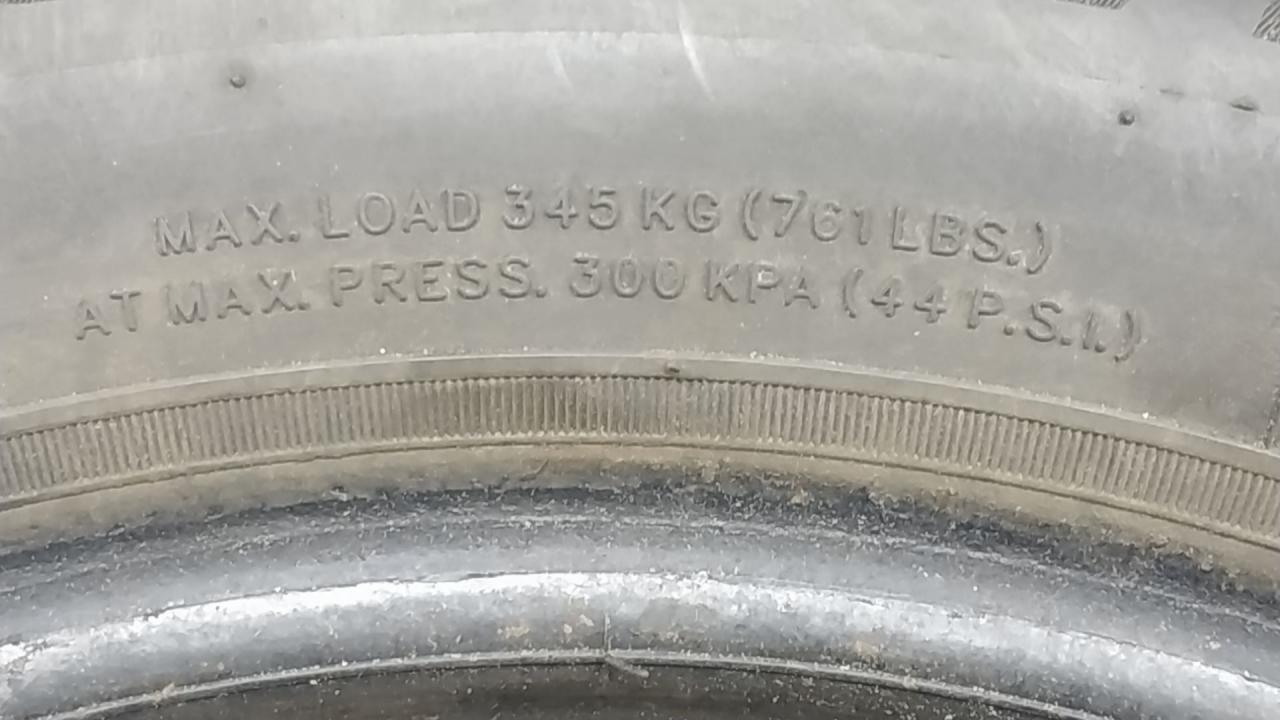 MAX. LOAD 345 KG (761 LBS.)
AT MAX. PRESS. 300 KPA (44 P.S.I.)